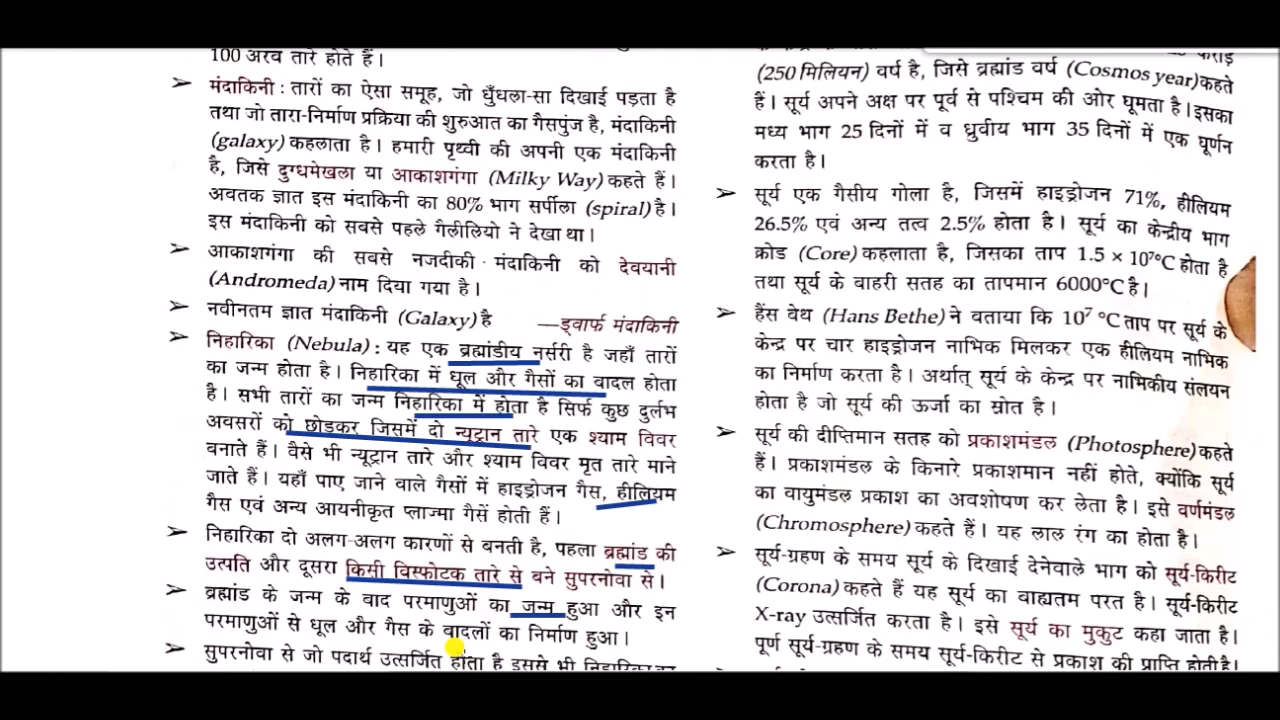 100 अरव तारे होते हैं।
➤ मंदाकिनी : तारों का ऐसा समूह, जो धुँधला-सा दिखाई पड़ता है
तथा जो तारा-निर्माण प्रक्रिया की शुरुआत का गैसपुंज है, मंदाकिनी
(galaxy) कहलाता है। हमारी पृथ्वी की अपनी एक मंदाकिनी
है, जिसे दुग्धमेखला या आकाशगंगा (Milky Way) कहते हैं।
अवतक ज्ञात इस मंदाकिनी का 80% भाग सर्पीला (spiral) है।
इस मंदाकिनी को सबसे पहले गैलीलियो ने देखा था।
➤ आकाशगंगा की सबसे नजदीकी मंदाकिनी को देवयानी
(Andromeda) नाम दिया गया है।
➤ नवीनतम ज्ञात मंदाकिनी (Galaxy) है —ड्वार्फ मंदाकिनी
➤ निहारिका (Nebula) : यह एक ब्रह्मांडीय नर्सरी है जहाँ तारों
का जन्म होता है। निहारिका में धूल और गैसों का बादल होता
है। सभी तारों का जन्म निहारिका में होता है सिर्फ कुछ दुर्लभ
अवसरों को छोडकर जिसमें दो न्यूट्रान तारे एक श्याम विवर
बनाते हैं। वैसे भी न्यूट्रान तारे और श्याम विवर मृत तारे माने
जाते हैं। यहाँ पाए जाने वाले गैसों में हाइड्रोजन गैस, हीलियम
गैस एवं अन्य आयनीकृत प्लाज्मा गैसें होती हैं।
➤ निहारिका दो अलग-अलग कारणों से बनती है, पहला ब्रह्मांड की
उत्पति और दूसरा किसी विस्फोटक तारे से बने सुपरनोवा से।
➤ ब्रह्मांड के जन्म के वाद परमाणुओं का जन्म हुआ और इन
परमाणुओं से धूल और गैस के बादलों का निर्माण हुआ।
➤ सुपरनोवा से जो पदार्थ उत्सर्जित होता है इससे भी
(250 मिलियन) वर्ष है, जिसे ब्रह्मांड वर्ष (Cosmos year) कहते
हैं। सूर्य अपने अक्ष पर पूर्व से पश्चिम की ओर घूमता है। इसका
मध्य भाग 25 दिनों में व ध्रुवीय भाग 35 दिनों में एक घूर्णन
करता है।
➤ सूर्य एक गैसीय गोला है, जिसमें हाइड्रोजन 71%, हीलियम
26.5% एवं अन्य तत्व 2.5% होता है। सूर्य का केन्द्रीय भाग
क्रोड (Core) कहलाता है, जिसका ताप 1.5 × 10⁷°C होता है
तथा सूर्य के बाहरी सतह का तापमान 6000°C है।
➤ हैंस वेथ (Hans Bethe) ने वताया कि 10⁷ °C ताप पर सूर्य के
केन्द्र पर चार हाइड्रोजन नाभिक मिलकर एक हीलियम नाभिक
का निर्माण करता है। अर्थात् सूर्य के केन्द्र पर नाभिकीय संलयन
होता है जो सूर्य की ऊर्जा का स्रोत है।
➤ सूर्य की दीप्तिमान सतह को प्रकाशमंडल (Photosphere) कहते
हैं। प्रकाशमंडल के किनारे प्रकाशमान नहीं होते, क्योंकि सूर्य
का वायुमंडल प्रकाश का अवशोषण कर लेता है। इसे वर्णमंडल
(Chromosphere) कहते हैं। यह लाल रंग का होता है।
➤ सूर्य-ग्रहण के समय सूर्य के दिखाई देनेवाले भाग को सूर्य-किरीट
(Corona) कहते हैं यह सूर्य का वाह्यतम परत है। सूर्य-किरीट
X-ray उत्सर्जित करता है। इसे सूर्य का मुकुट कहा जाता है।
पूर्ण सूर्य-ग्रहण के समय सूर्य-किरीट से प्रकाश की प्राप्ति होती है।